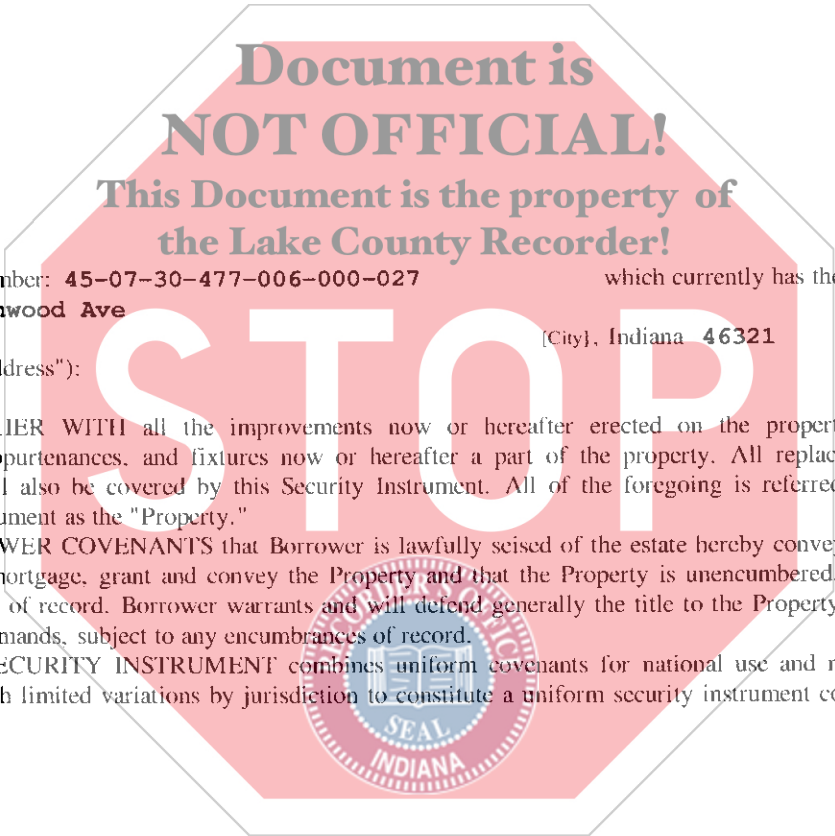 Document is
NOT OFFICIAL!
This Document is the property of
the Lake County Recorder!
nber: 45-07-30-477-006-000-027 which currently has the
nwood Ave
[City], Indiana 46321
ldress"):
STOP
IER WITH all the improvements now or hereafter erected on the propert
ppurtenances, and fixtures now or hereafter a part of the property. All replac
l also be covered by this Security Instrument. All of the foregoing is referred
ument as the "Property."
WER COVENANTS that Borrower is lawfully seised of the estate hereby convey
mortgage, grant and convey the Property and that the Property is unencumbered
of record. Borrower warrants and will defend generally the title to the Property
mands, subject to any encumbrances of record.
ECURITY INSTRUMENT combines uniform covenants for national use and n
h limited variations by jurisdiction to constitute a uniform security instrument co
RECORDER'S OFFICE
SEAL
INDIANA